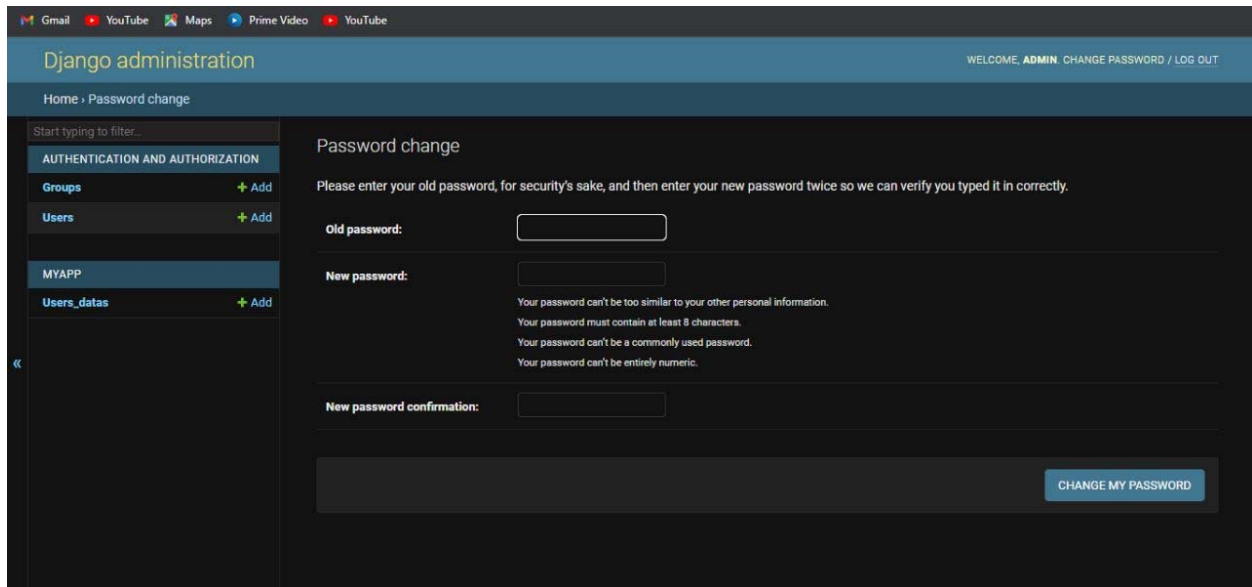 Gmail YouTube Maps Prime Video YouTube
Django administration
WELCOME, ADMIN. CHANGE PASSWORD / LOG OUT
Home › Password change
Start typing to filter...
AUTHENTICATION AND AUTHORIZATION
Groups + Add
Users + Add
MYAPP
Users_datas + Add
«
Password change
Please enter your old password, for security's sake, and then enter your new password twice so we can verify you typed it in correctly.
Old password:
New password:
Your password can't be too similar to your other personal information.
Your password must contain at least 8 characters.
Your password can't be a commonly used password.
Your password can't be entirely numeric.
New password confirmation:
CHANGE MY PASSWORD